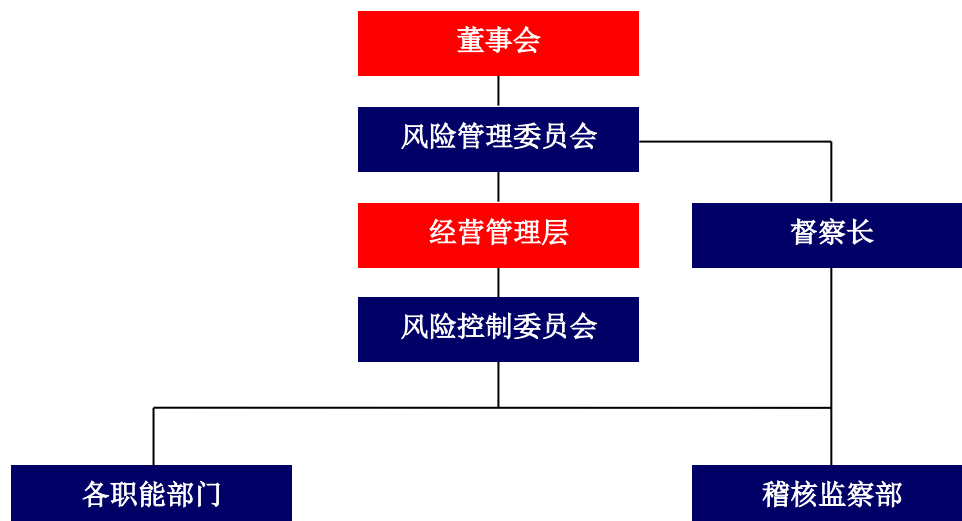 董事会
风险管理委员会
经营管理层
督察长
风险控制委员会
各职能部门
稽核监察部